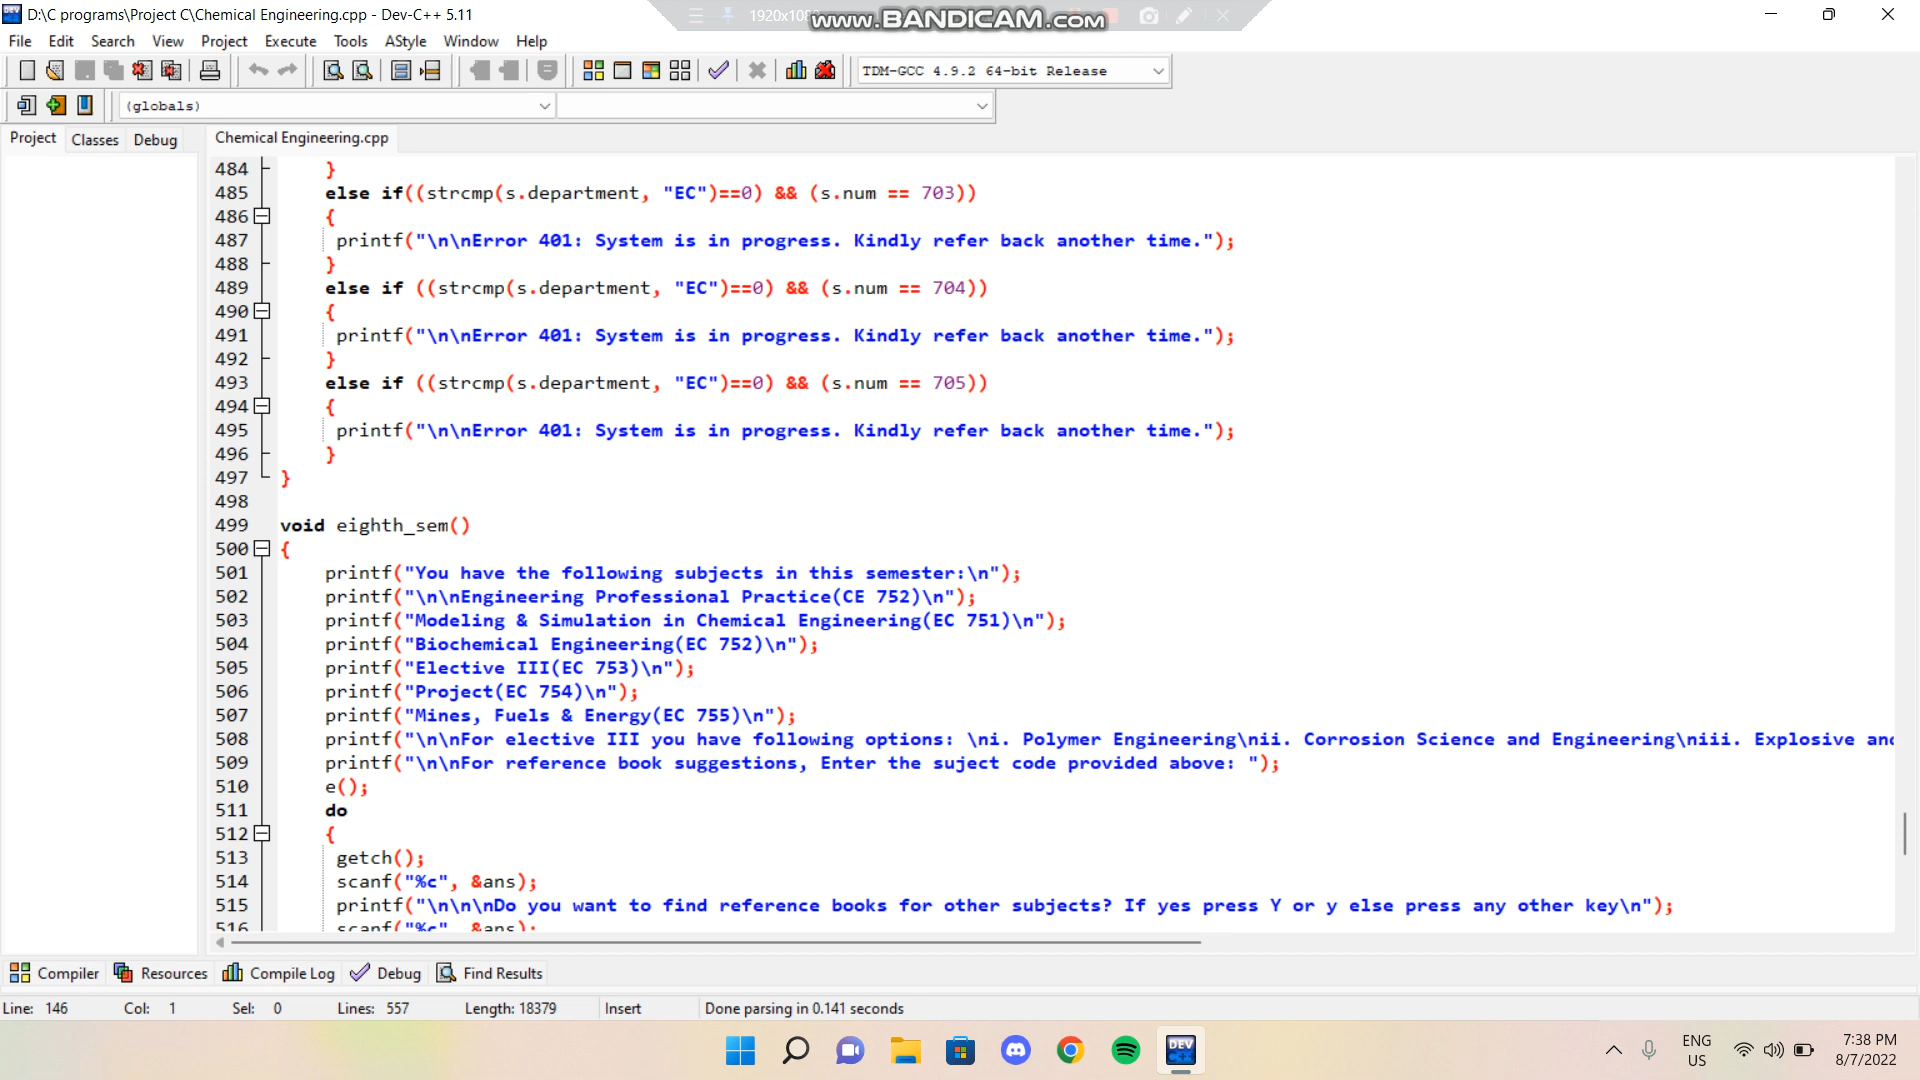 D:\C programs\Project C\Chemical Engineering.cpp - Dev-C++ 5.11
www.BANDICAM.com
File Edit Search View Project Execute Tools AStyle Window Help
TDM-GCC 4.9.2 64-bit Release
(globals)
Project Classes Debug
Chemical Engineering.cpp
484 }
485 else if((strcmp(s.department, "EC")==0) && (s.num == 703))
486 {
487 printf("\n\nError 401: System is in progress. Kindly refer back another time.");
488 }
489 else if ((strcmp(s.department, "EC")==0) && (s.num == 704))
490 {
491 printf("\n\nError 401: System is in progress. Kindly refer back another time.");
492 }
493 else if ((strcmp(s.department, "EC")==0) && (s.num == 705))
494 {
495 printf("\n\nError 401: System is in progress. Kindly refer back another time.");
496 }
497 }
498
499 void eighth_sem()
500 {
501 printf("You have the following subjects in this semester:\n");
502 printf("\n\nEngineering Professional Practice(CE 752)\n");
503 printf("Modeling & Simulation in Chemical Engineering(EC 751)\n");
504 printf("Biochemical Engineering(EC 752)\n");
505 printf("Elective III(EC 753)\n");
506 printf("Project(EC 754)\n");
507 printf("Mines, Fuels & Energy(EC 755)\n");
508 printf("\n\nFor elective III you have following options: \ni. Polymer Engineering\nii. Corrosion Science and Engineering\niii. Explosive and
509 printf("\n\nFor reference book suggestions, Enter the suject code provided above: ");
510 e();
511 do
512 {
513 getch();
514 scanf("%c", &ans);
515 printf("\n\n\nDo you want to find reference books for other subjects? If yes press Y or y else press any other key\n");
516 scanf("%c", &ans);
Compiler Resources Compile Log Debug Find Results
Line: 146 Col: 1 Sel: 0 Lines: 557 Length: 18379 Insert Done parsing in 0.141 seconds
DEV C++
ENG
US
7:38 PM
8/7/2022